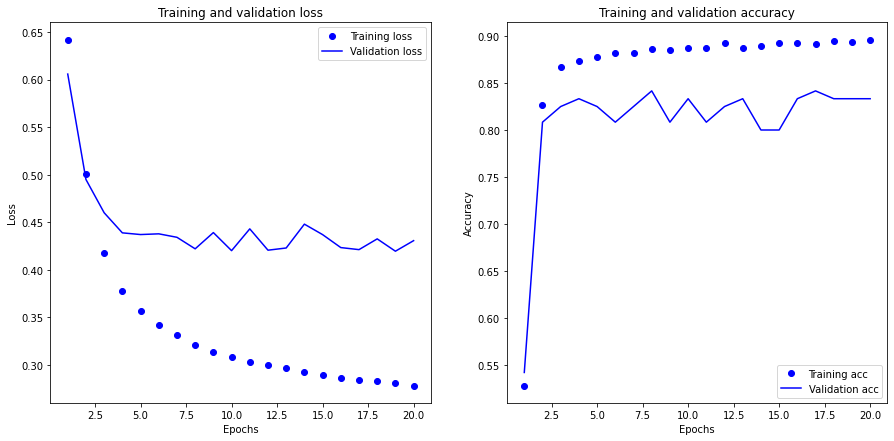 Training and validation loss
Training loss
Validation loss
0.65
0.60
0.55
0.50
0.45
0.40
0.35
0.30
Loss
2.5 5.0 7.5 10.0 12.5 15.0 17.5 20.0
Epochs
Training and validation accuracy
0.90
0.85
0.80
0.75
0.70
0.65
0.60
0.55
Accuracy
Training acc
Validation acc
2.5 5.0 7.5 10.0 12.5 15.0 17.5 20.0
Epochs